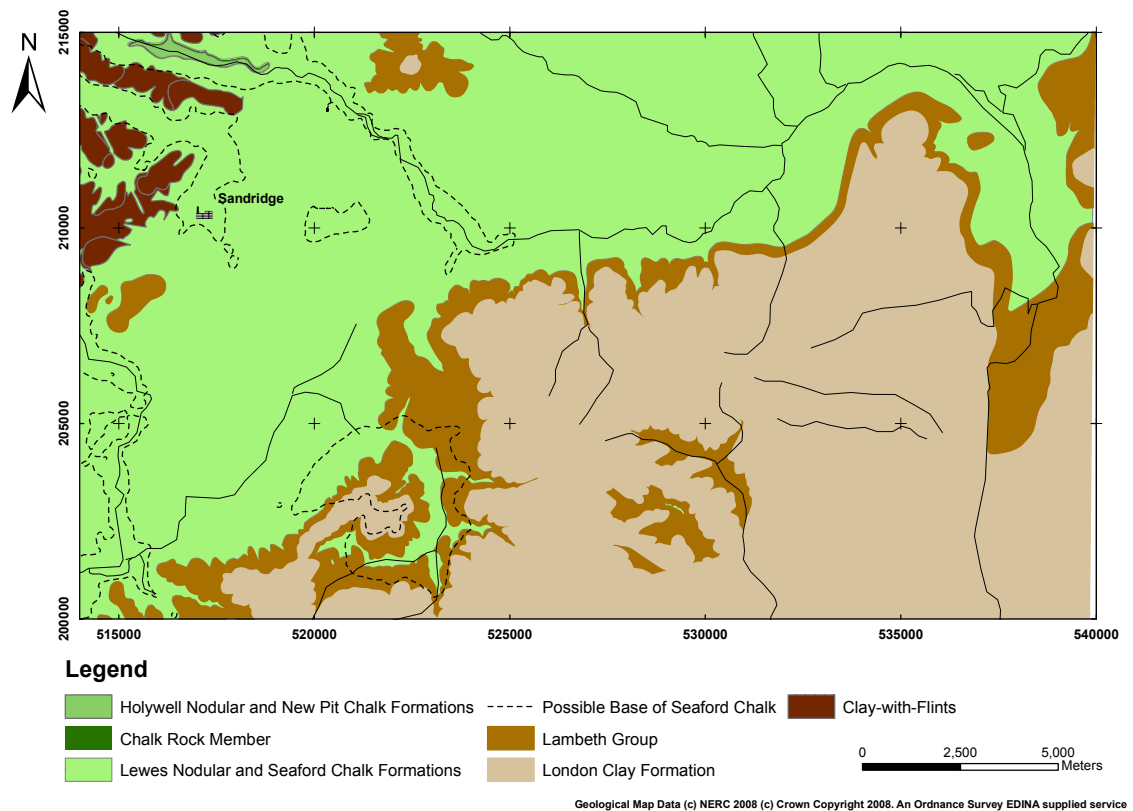 N
215000
210000
205000
200000
Sandridge
515000 520000 525000 530000 535000 540000
Legend
Holywell Nodular and New Pit Chalk Formations
Possible Base of Seaford Chalk
Clay-with-Flints
Chalk Rock Member
Lambeth Group
Lewes Nodular and Seaford Chalk Formations
London Clay Formation
0 2,500 5,000
Meters
Geological Map Data (c) NERC 2008 (c) Crown Copyright 2008. An Ordnance Survey EDINA supplied service